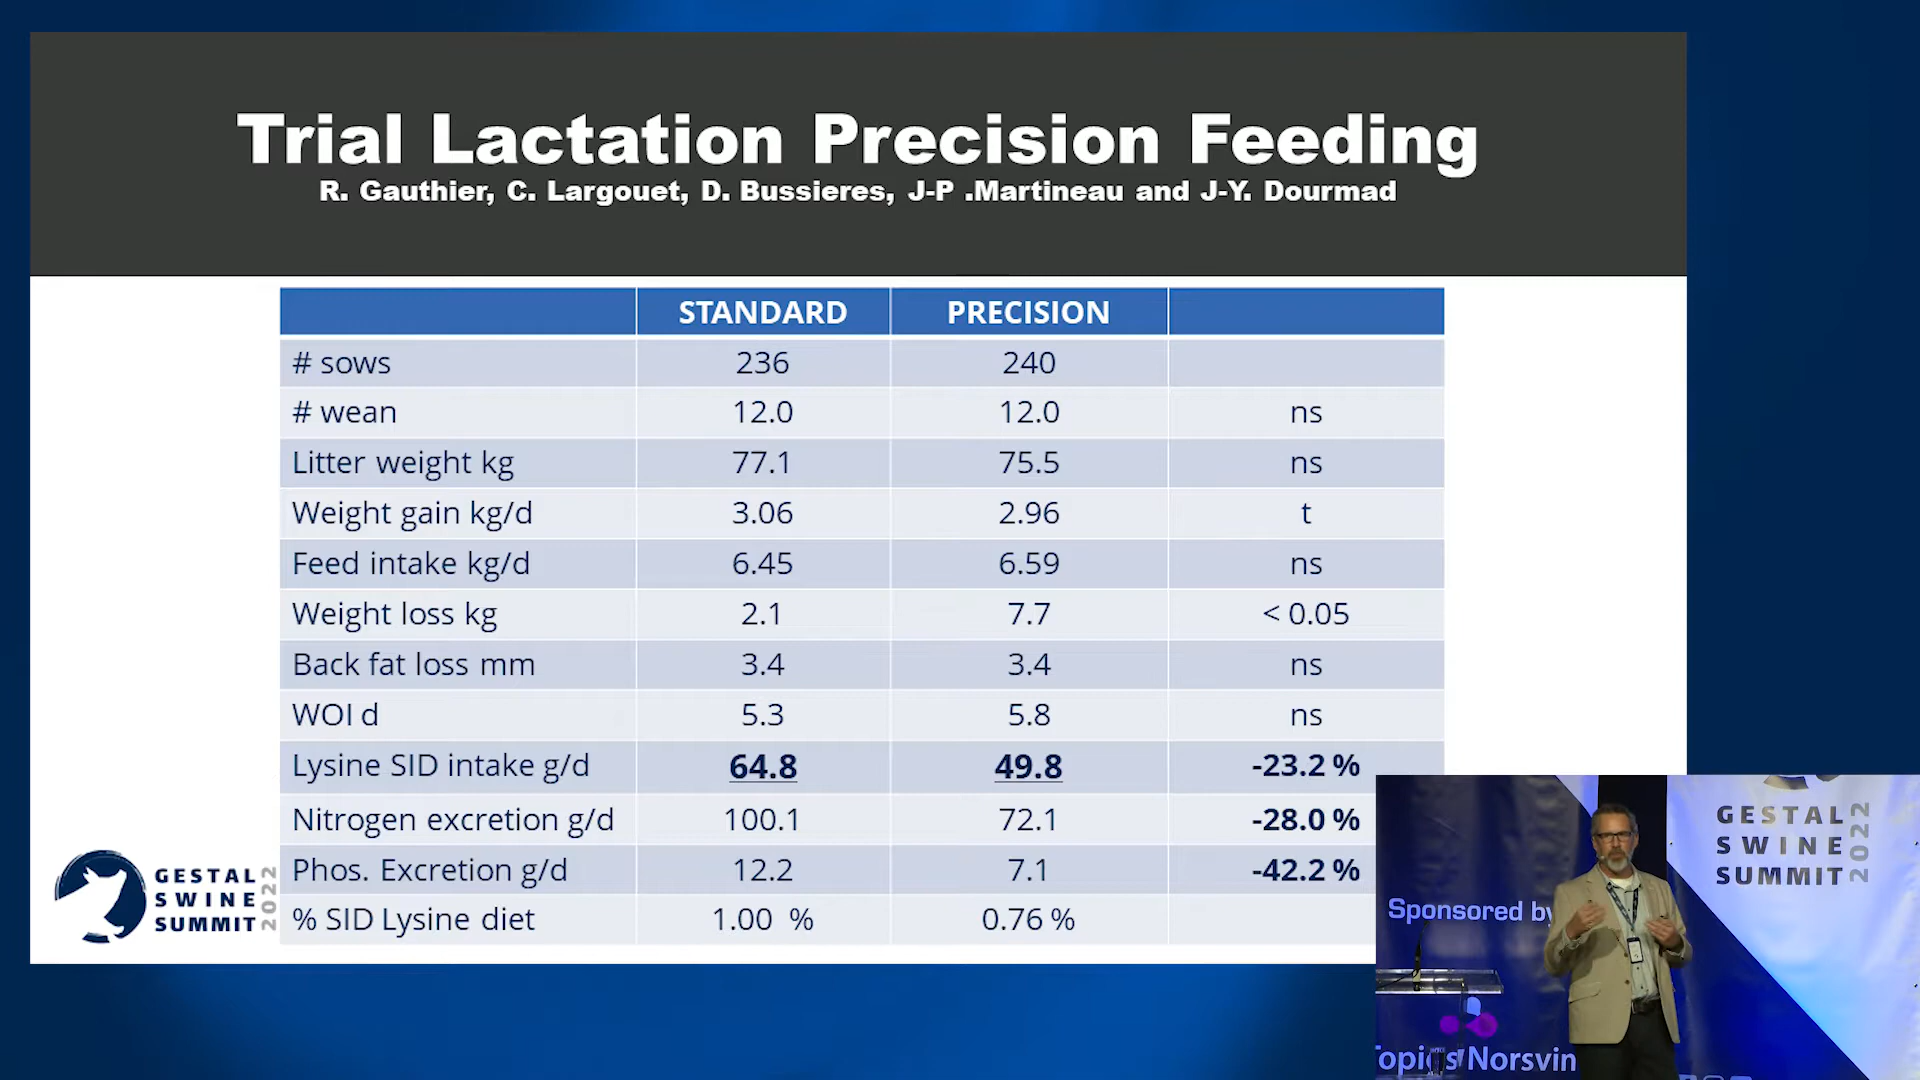 Trial Lactation Precision Feeding
R. Gauthier, C. Largouet, D. Bussieres, J-P .Martineau and J-Y. Dourmad
STANDARD PRECISION
# sows 236 240
# wean 12.0 12.0 ns
Litter weight kg 77.1 75.5 ns
Weight gain kg/d 3.06 2.96 t
Feed intake kg/d 6.45 6.59 ns
Weight loss kg 2.1 7.7 < 0.05
Back fat loss mm 3.4 3.4 ns
WOI d 5.3 5.8 ns
Lysine SID intake g/d 64.8 49.8 -23.2 %
Nitrogen excretion g/d 100.1 72.1 -28.0 %
Phos. Excretion g/d 12.2 7.1 -42.2 %
% SID Lysine diet 1.00 % 0.76 %
GESTAL
SWINE
SUMMIT 2022
GESTAL
SWINE
SUMMIT 2022
Sponsored by
Topigs Norsvin